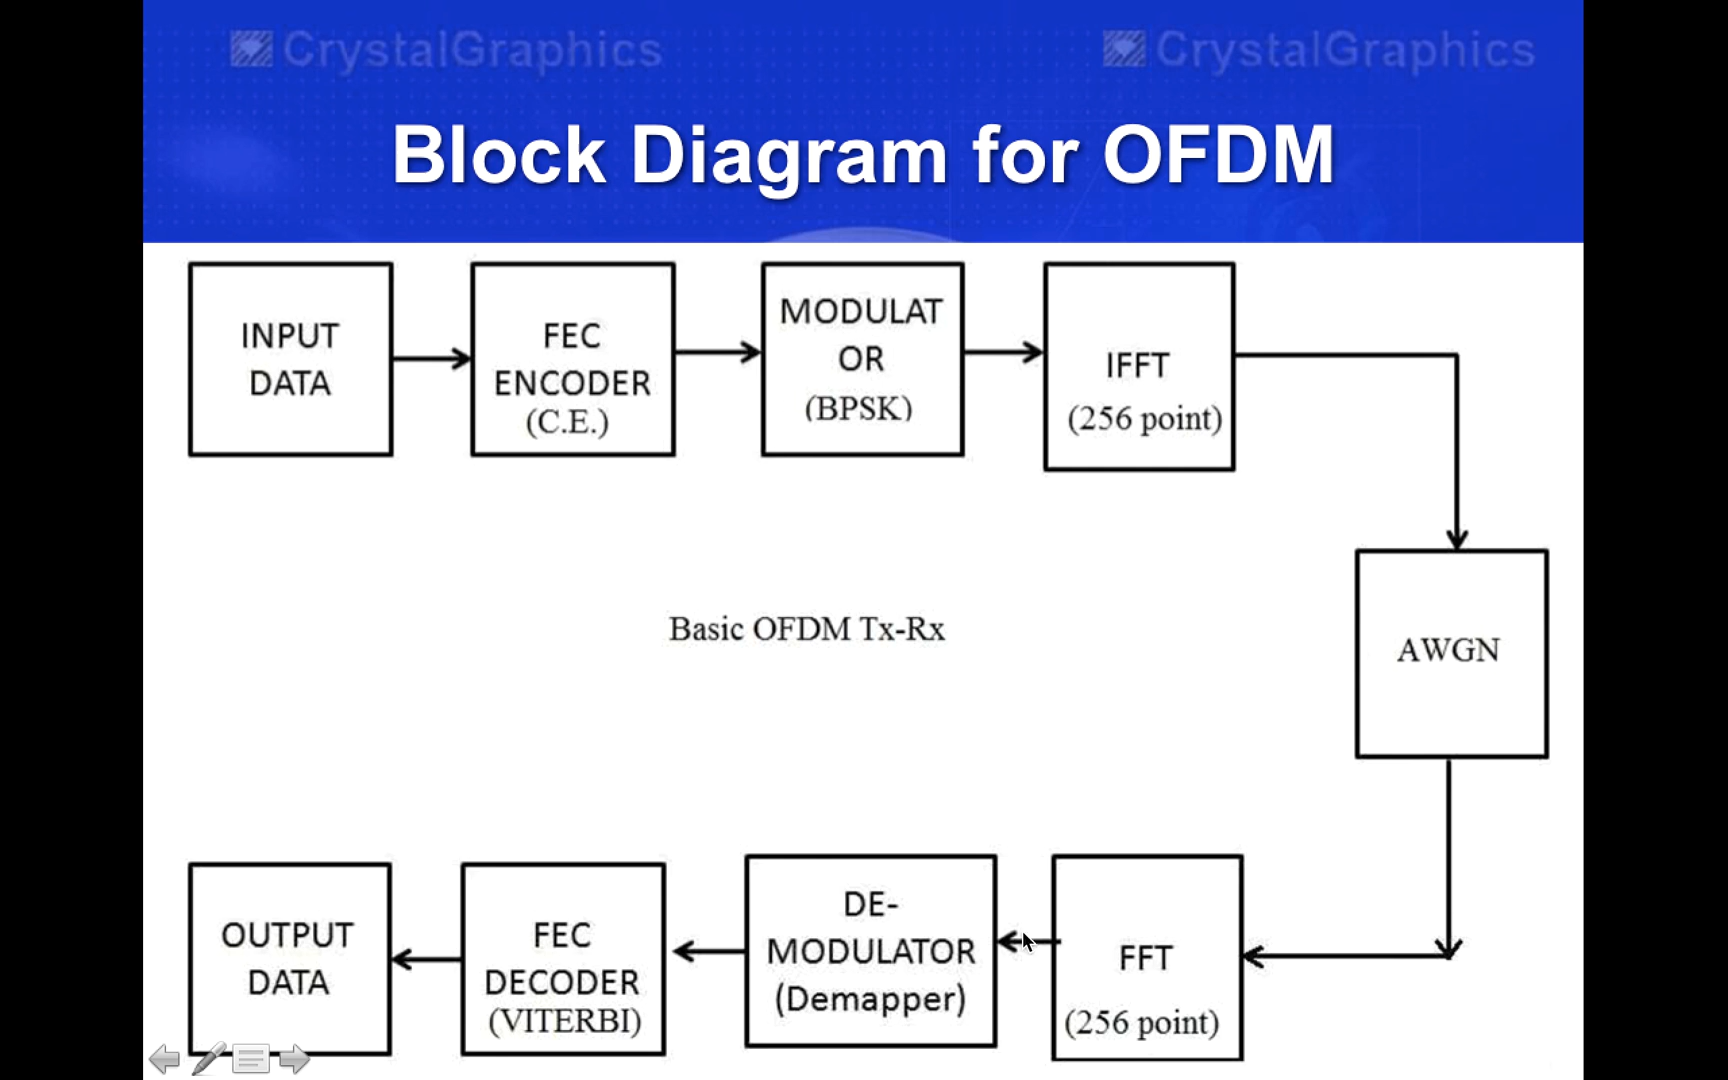 CrystalGraphics CrystalGraphics
Block Diagram for OFDM
INPUT
DATA
FEC
ENCODER
(C.E.)
MODULAT
OR
(BPSK)
IFFT
(256 point)
AWGN
Basic OFDM Tx-Rx
OUTPUT
DATA
FEC
DECODER
(VITERBI)
DE-
MODULATOR
(Demapper)
FFT
(256 point)